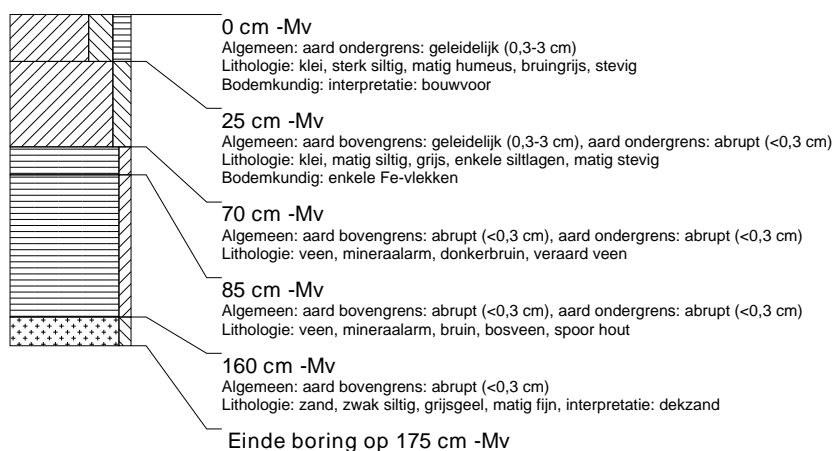 0 cm -Mv
Algemeen: aard ondergrens: geleidelijk (0,3-3 cm)
Lithologie: klei, sterk siltig, matig humeus, bruingrijs, stevig
Bodemkundig: interpretatie: bouwvoor
25 cm -Mv
Algemeen: aard bovengrens: geleidelijk (0,3-3 cm), aard ondergrens: abrupt (<0,3 cm)
Lithologie: klei, matig siltig, grijs, enkele siltlagen, matig stevig
Bodemkundig: enkele Fe-vlekken
70 cm -Mv
Algemeen: aard bovengrens: abrupt (<0,3 cm), aard ondergrens: abrupt (<0,3 cm)
Lithologie: veen, mineraalarm, donkerbruin, veraard veen
85 cm -Mv
Algemeen: aard bovengrens: abrupt (<0,3 cm), aard ondergrens: abrupt (<0,3 cm)
Lithologie: veen, mineraalarm, bruin, bosveen, spoor hout
160 cm -Mv
Algemeen: aard bovengrens: abrupt (<0,3 cm)
Lithologie: zand, zwak siltig, grijsgeel, matig fijn, interpretatie: dekzand
Einde boring op 175 cm -Mv